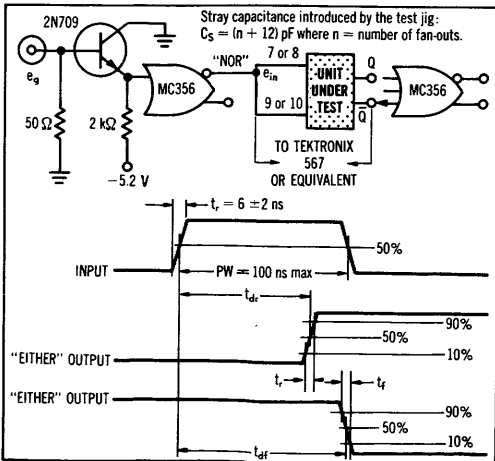 2N709
Stray capacitance introduced by the test jig:
C_S = (n + 12) pF where n = number of fan-outs.
e_g
"NOR"
7 or 8
e_in
9 or 10
UNIT
UNDER
TEST
Q
Q̅
MC356
MC356
50 Ω
2 kΩ
−5.2 V
TO TEKTRONIX
567
OR EQUIVALENT
t_r = 6 ±2 ns
50%
INPUT
PW = 100 ns max
t_dr
90%
50%
10%
"EITHER" OUTPUT
t_r
t_f
"EITHER" OUTPUT
90%
50%
10%
t_df